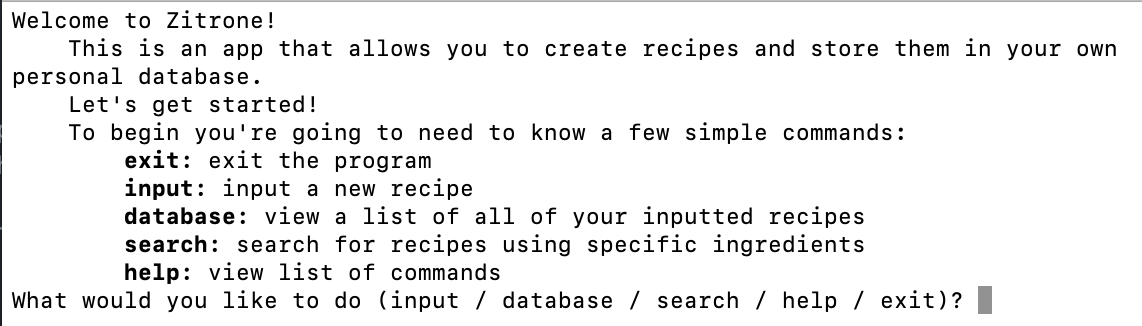 Welcome to Zitrone!
This is an app that allows you to create recipes and store them in your own
personal database.
Let's get started!
To begin you're going to need to know a few simple commands:
exit: exit the program
input: input a new recipe
database: view a list of all of your inputted recipes
search: search for recipes using specific ingredients
help: view list of commands
What would you like to do (input / database / search / help / exit)?